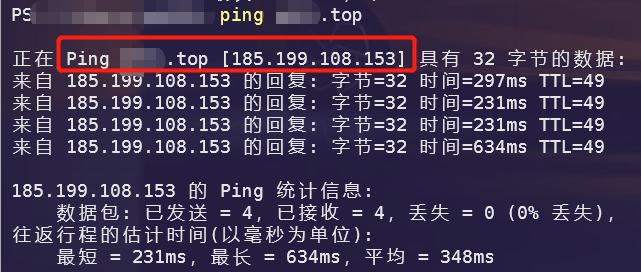 PS ping .top
正在 Ping .top [185.199.108.153] 具有 32 字节的数据:
来自 185.199.108.153 的回复: 字节=32 时间=297ms TTL=49
来自 185.199.108.153 的回复: 字节=32 时间=231ms TTL=49
来自 185.199.108.153 的回复: 字节=32 时间=231ms TTL=49
来自 185.199.108.153 的回复: 字节=32 时间=634ms TTL=49
185.199.108.153 的 Ping 统计信息:
数据包: 已发送 = 4, 已接收 = 4, 丢失 = 0 (0% 丢失),
往返行程的估计时间(以毫秒为单位):
最短 = 231ms, 最长 = 634ms, 平均 = 348ms